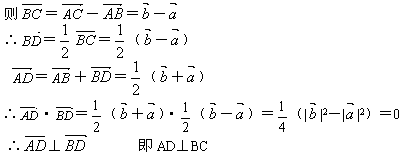 则 $\overrightarrow{BC}=\overrightarrow{AC}-\overrightarrow{AB}=\vec{b}-\vec{a}$
∴ $\overrightarrow{BD}=\frac{1}{2}\overrightarrow{BC}=\frac{1}{2}（\vec{b}-\vec{a}）$
$\overrightarrow{AD}=\overrightarrow{AB}+\overrightarrow{BD}=\frac{1}{2}（\vec{b}+\vec{a}）$
∴ $\overrightarrow{AD}\cdot\overrightarrow{BD}=\frac{1}{2}（\vec{b}+\vec{a}）\cdot\frac{1}{2}（\vec{b}-\vec{a}）=\frac{1}{4}（|\vec{b}|^2-|\vec{a}|^2）=0$
∴ $\overrightarrow{AD}\perp\overrightarrow{BD}$ 即 AD⊥BC